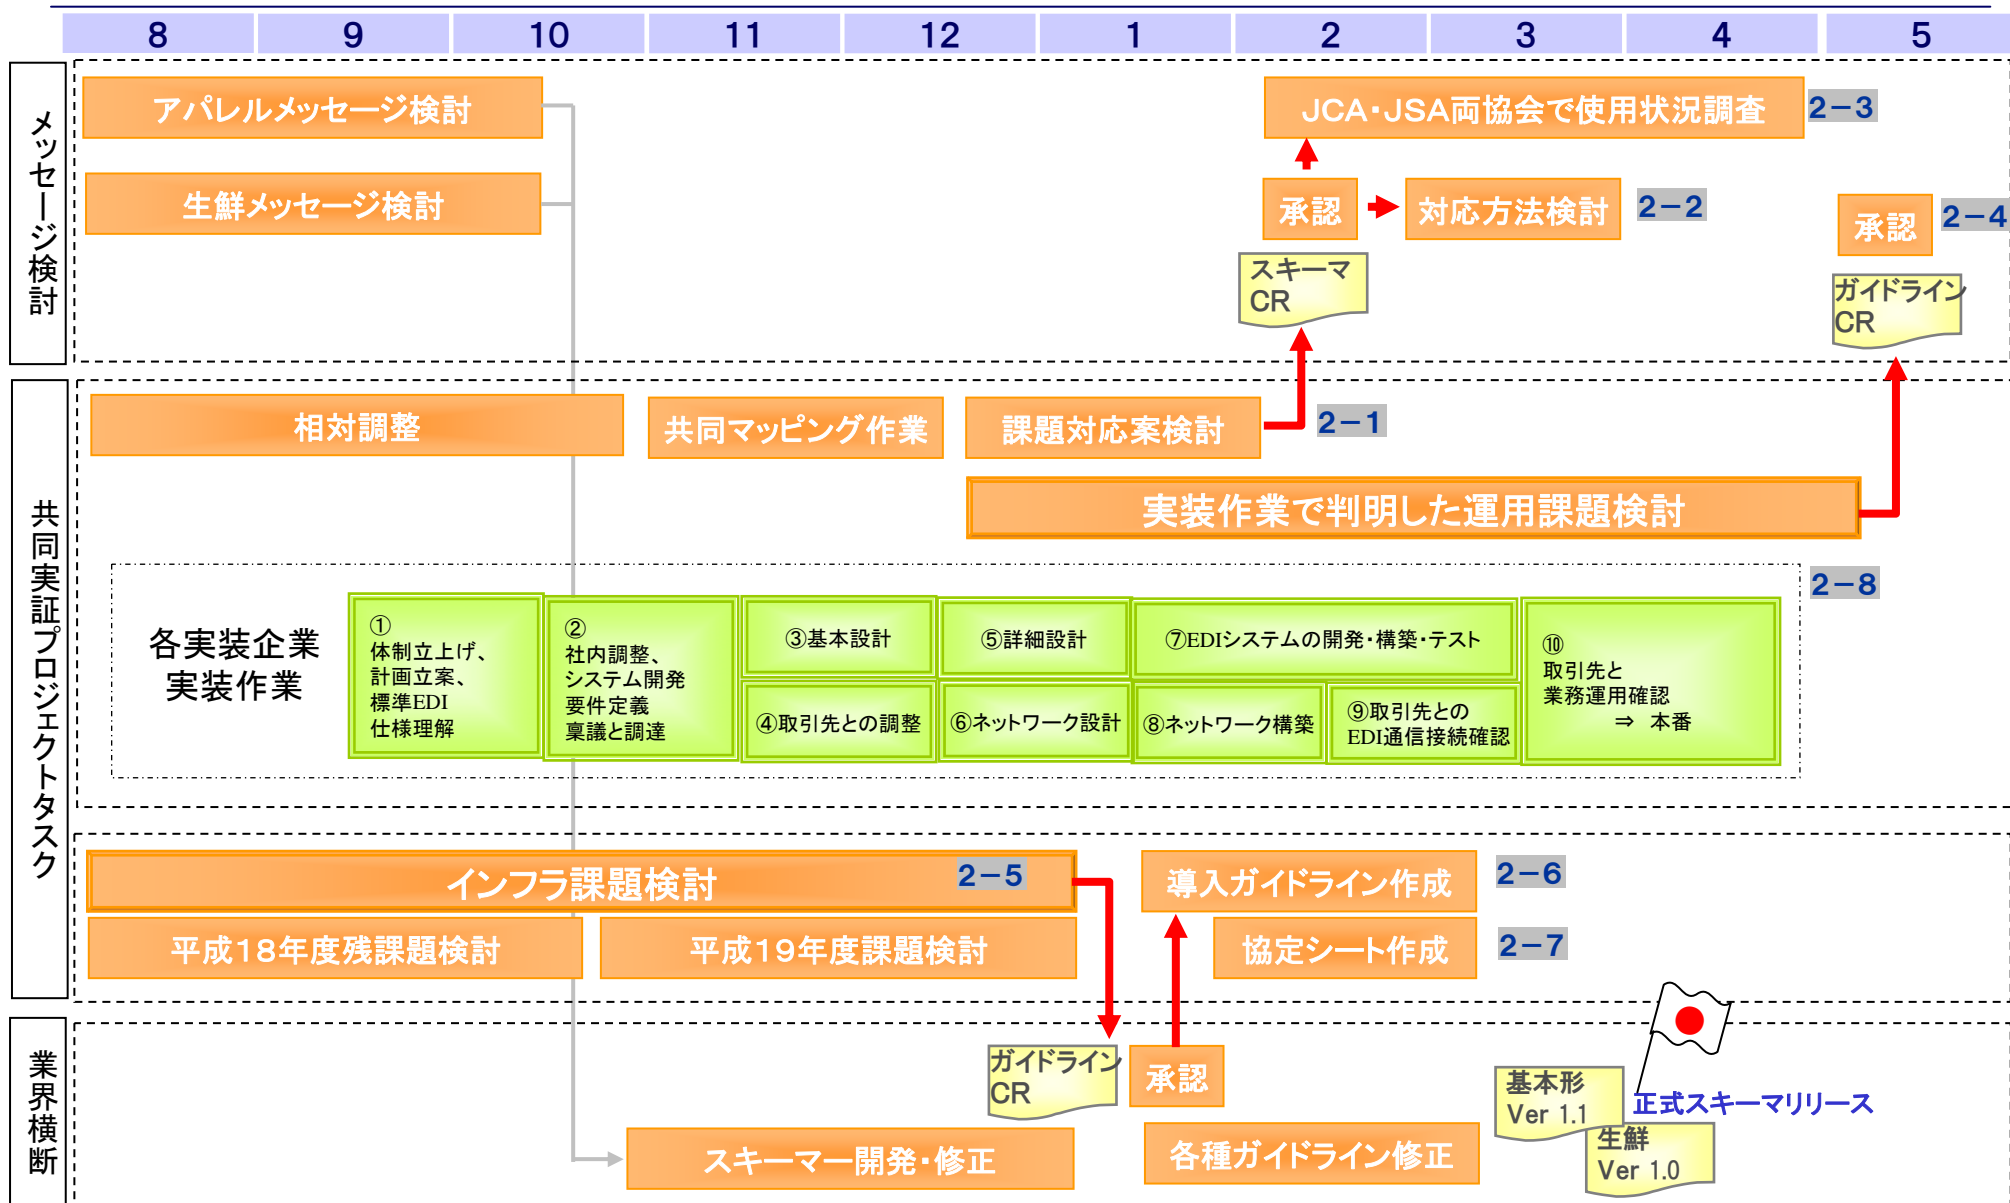 8 9 10 11 12 1 2 3 4 5
メッセージ検討
アパレルメッセージ検討
JCA・JSA両協会で使用状況調査
2－3
生鮮メッセージ検討
承認
対応方法検討
2－2
承認
2－4
スキーマ
CR
ガイドライン
CR
共同実証プロジェクトタスク
相対調整
共同マッピング作業
課題対応案検討
2－1
実装作業で判明した運用課題検討
2－8
各実装企業
実装作業
①
体制立上げ、
計画立案、
標準EDI
仕様理解
②
社内調整、
システム開発
要件定義
稟議と調達
③基本設計
④取引先との調整
⑤詳細設計
⑥ネットワーク設計
⑦EDIシステムの開発・構築・テスト
⑧ネットワーク構築
⑨取引先との
EDI通信接続確認
⑩
取引先と
業務運用確認
⇒ 本番
インフラ課題検討
2－5
導入ガイドライン作成
2－6
平成18年度残課題検討
平成19年度課題検討
協定シート作成
2－7
業界横断
ガイドライン
CR
承認
基本形
Ver 1.1
正式スキーマリリース
生鮮
Ver 1.0
スキーマー開発・修正
各種ガイドライン修正